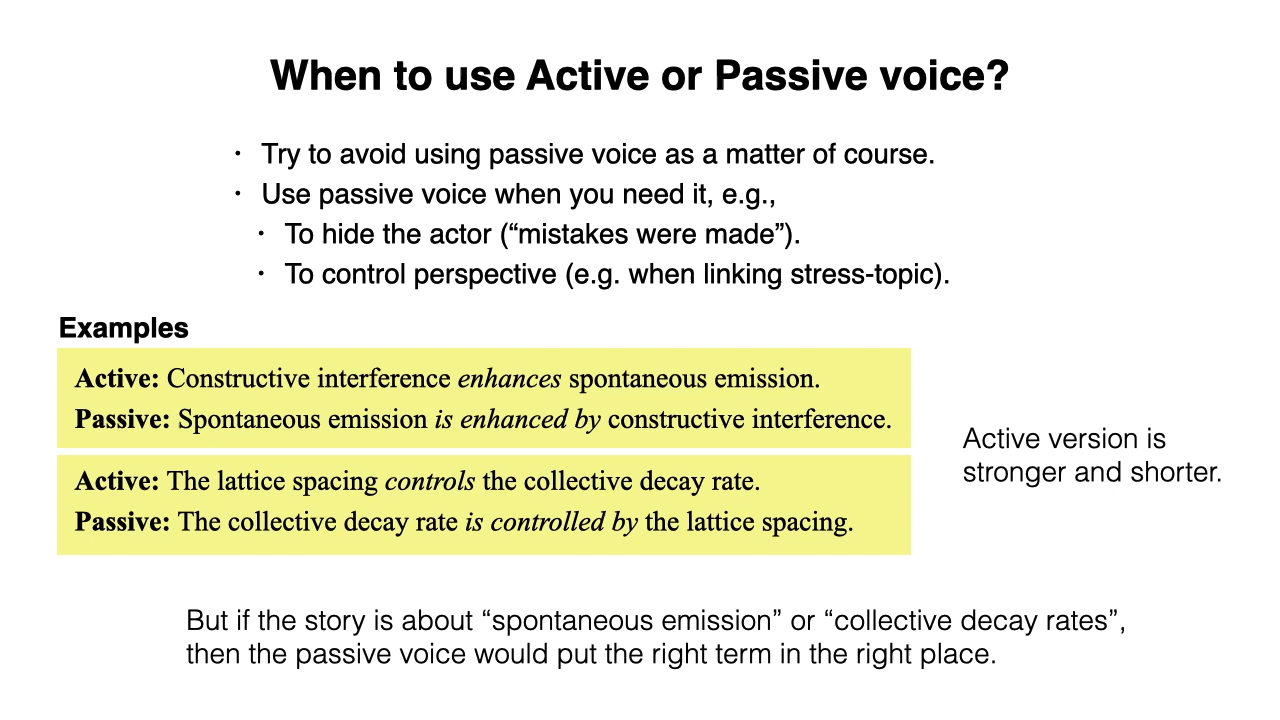 When to use Active or Passive voice?
· Try to avoid using passive voice as a matter of course.
· Use passive voice when you need it, e.g.,
· To hide the actor (“mistakes were made”).
· To control perspective (e.g. when linking stress-topic).
Examples
Active: Constructive interference enhances spontaneous emission.
Passive: Spontaneous emission is enhanced by constructive interference.
Active: The lattice spacing controls the collective decay rate.
Passive: The collective decay rate is controlled by the lattice spacing.
Active version is
stronger and shorter.
But if the story is about “spontaneous emission” or “collective decay rates”,
then the passive voice would put the right term in the right place.